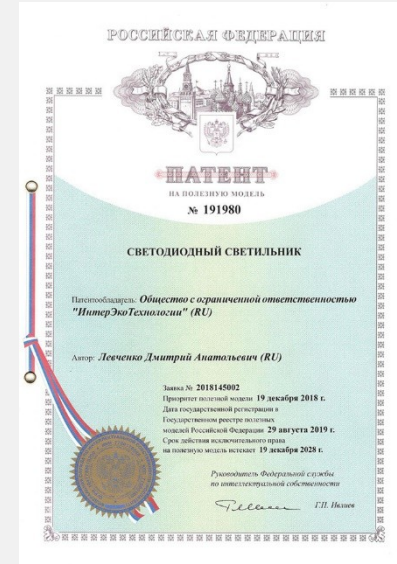 РОССИЙСКАЯ ФЕДЕРАЦИЯ
ПАТЕНТ
НА ПОЛЕЗНУЮ МОДЕЛЬ
№ 191980
СВЕТОДИОДНЫЙ СВЕТИЛЬНИК
Патентообладатель: Общество с ограниченной ответственностью
"ИнтерЭкоТехнологии" (RU)
Автор: Левченко Дмитрий Анатольевич (RU)
Заявка № 2018145002
Приоритет полезной модели 19 декабря 2018 г.
Дата государственной регистрации в
Государственном реестре полезных
моделей Российской Федерации 29 августа 2019 г.
Срок действия исключительного права
на полезную модель истекает 19 декабря 2028 г.
Руководитель Федеральной службы
по интеллектуальной собственности
Г.П. Ивлиев